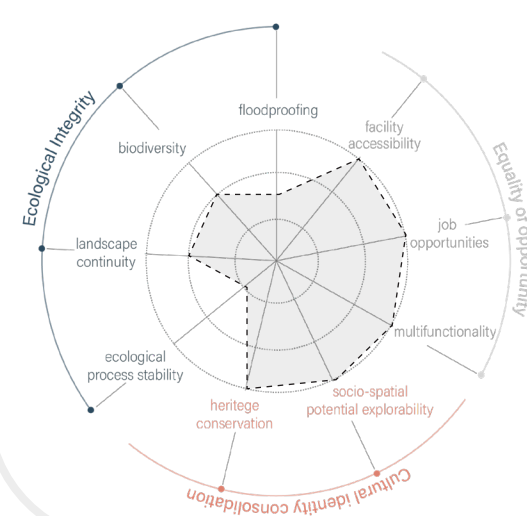 Ecological Integrity
floodproofing
biodiversity
landscape
continuity
ecological
process stability
facility
accessibility
job
opportunities
multifunctionality
Equality of opportunity
socio-spatial
potential explorability
heritege
conservation
Cultural identity consolidation